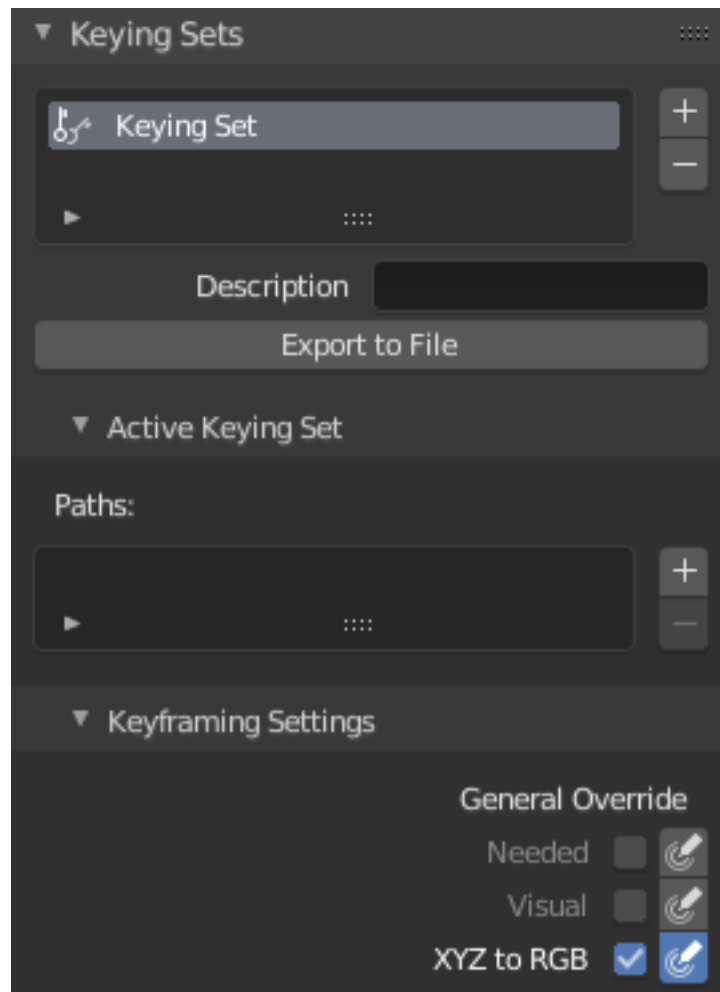 Keying Sets
Keying Set
Description
Export to File
Active Keying Set
Paths:
Keyframing Settings
General Override
Needed
Visual
XYZ to RGB